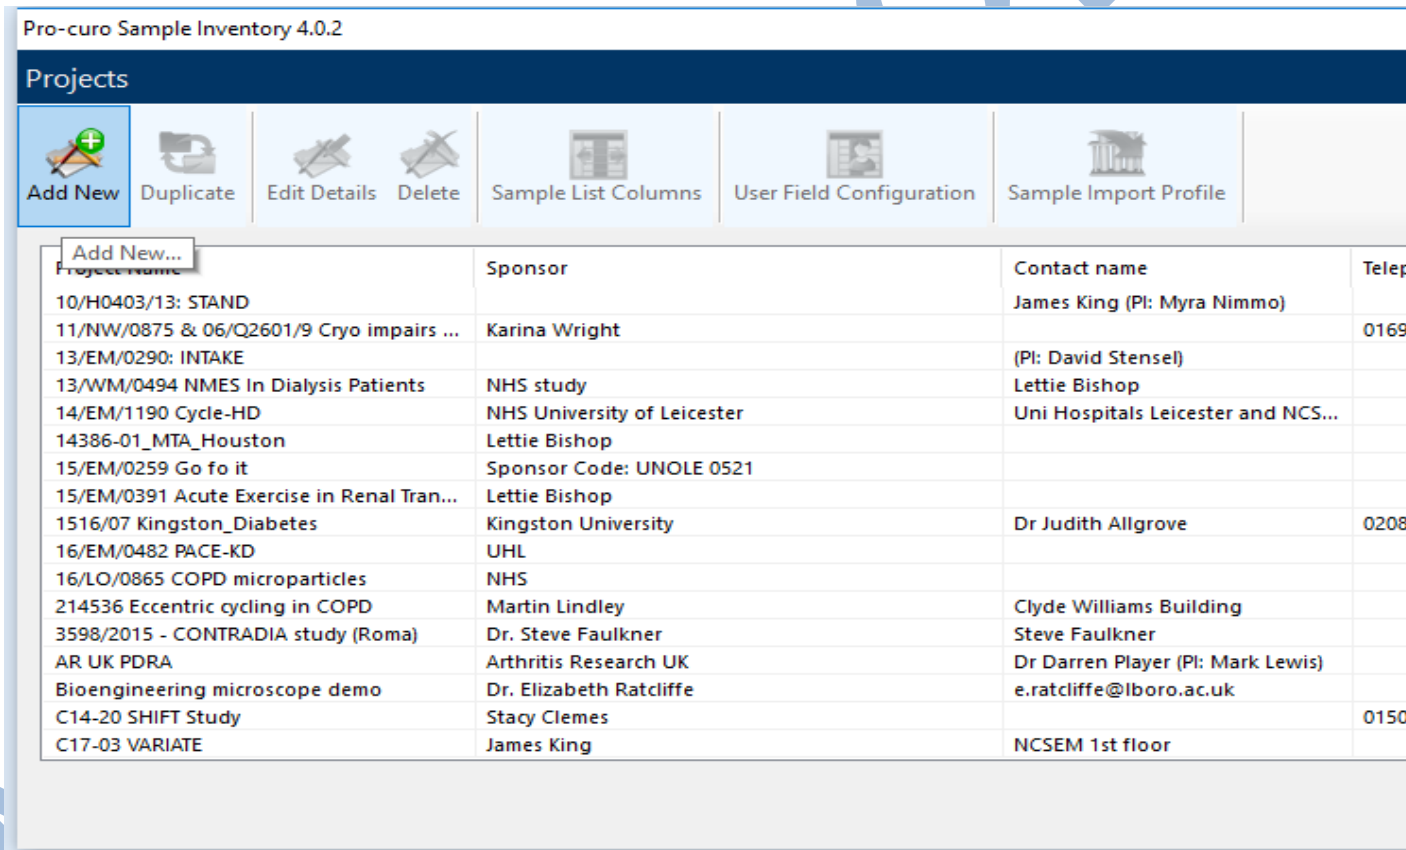 Pro-curo Sample Inventory 4.0.2
Projects
Add New Duplicate Edit Details Delete Sample List Columns User Field Configuration Sample Import Profile
Add New...
Project Name Sponsor Contact name Telep
10/H0403/13: STAND James King (PI: Myra Nimmo)
11/NW/0875 & 06/Q2601/9 Cryo impairs ... Karina Wright 0169
13/EM/0290: INTAKE (PI: David Stensel)
13/WM/0494 NMES In Dialysis Patients NHS study Lettie Bishop
14/EM/1190 Cycle-HD NHS University of Leicester Uni Hospitals Leicester and NCS...
14386-01_MTA_Houston Lettie Bishop
15/EM/0259 Go fo it Sponsor Code: UNOLE 0521
15/EM/0391 Acute Exercise in Renal Tran... Lettie Bishop
1516/07 Kingston_Diabetes Kingston University Dr Judith Allgrove 0208
16/EM/0482 PACE-KD UHL
16/LO/0865 COPD microparticles NHS
214536 Eccentric cycling in COPD Martin Lindley Clyde Williams Building
3598/2015 - CONTRADIA study (Roma) Dr. Steve Faulkner Steve Faulkner
AR UK PDRA Arthritis Research UK Dr Darren Player (PI: Mark Lewis)
Bioengineering microscope demo Dr. Elizabeth Ratcliffe e.ratcliffe@lboro.ac.uk
C14-20 SHIFT Study Stacy Clemes 0150
C17-03 VARIATE James King NCSEM 1st floor